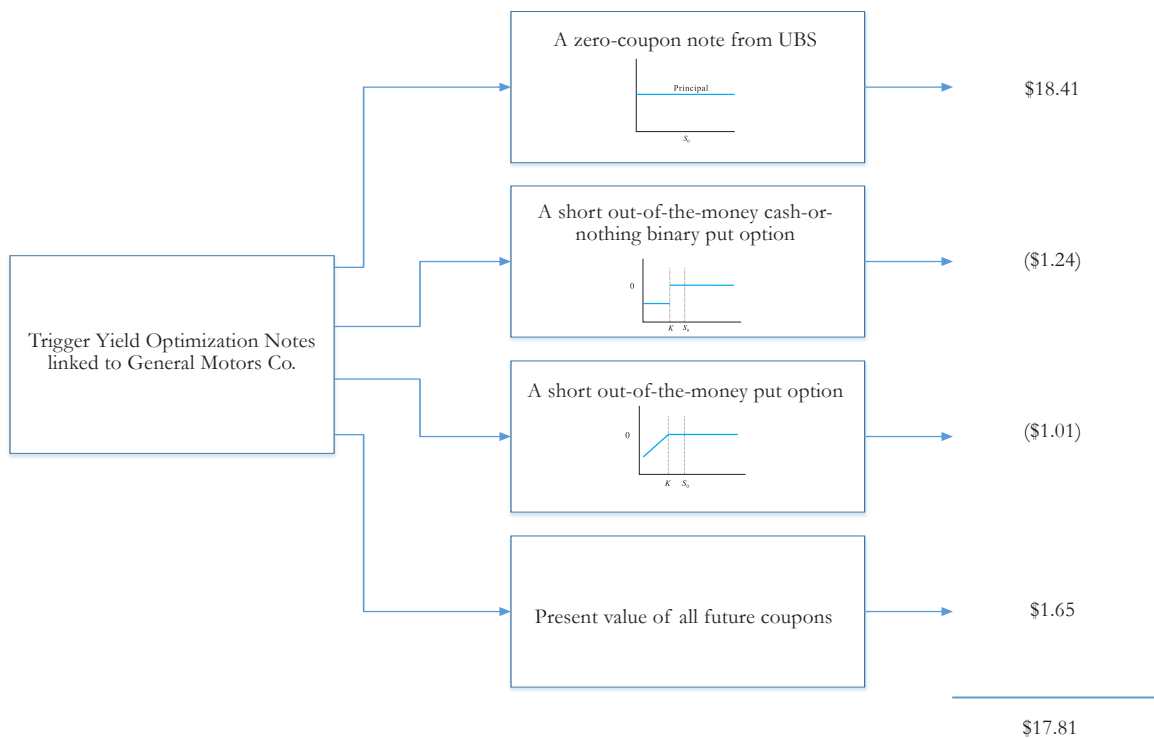 A zero-coupon note from UBS
Principal
S0
$18.41
A short out-of-the-money cash-or-
nothing binary put option
0
K
S0
($1.24)
Trigger Yield Optimization Notes
linked to General Motors Co.
A short out-of-the-money put option
0
K
S0
($1.01)
Present value of all future coupons
$1.65
$17.81